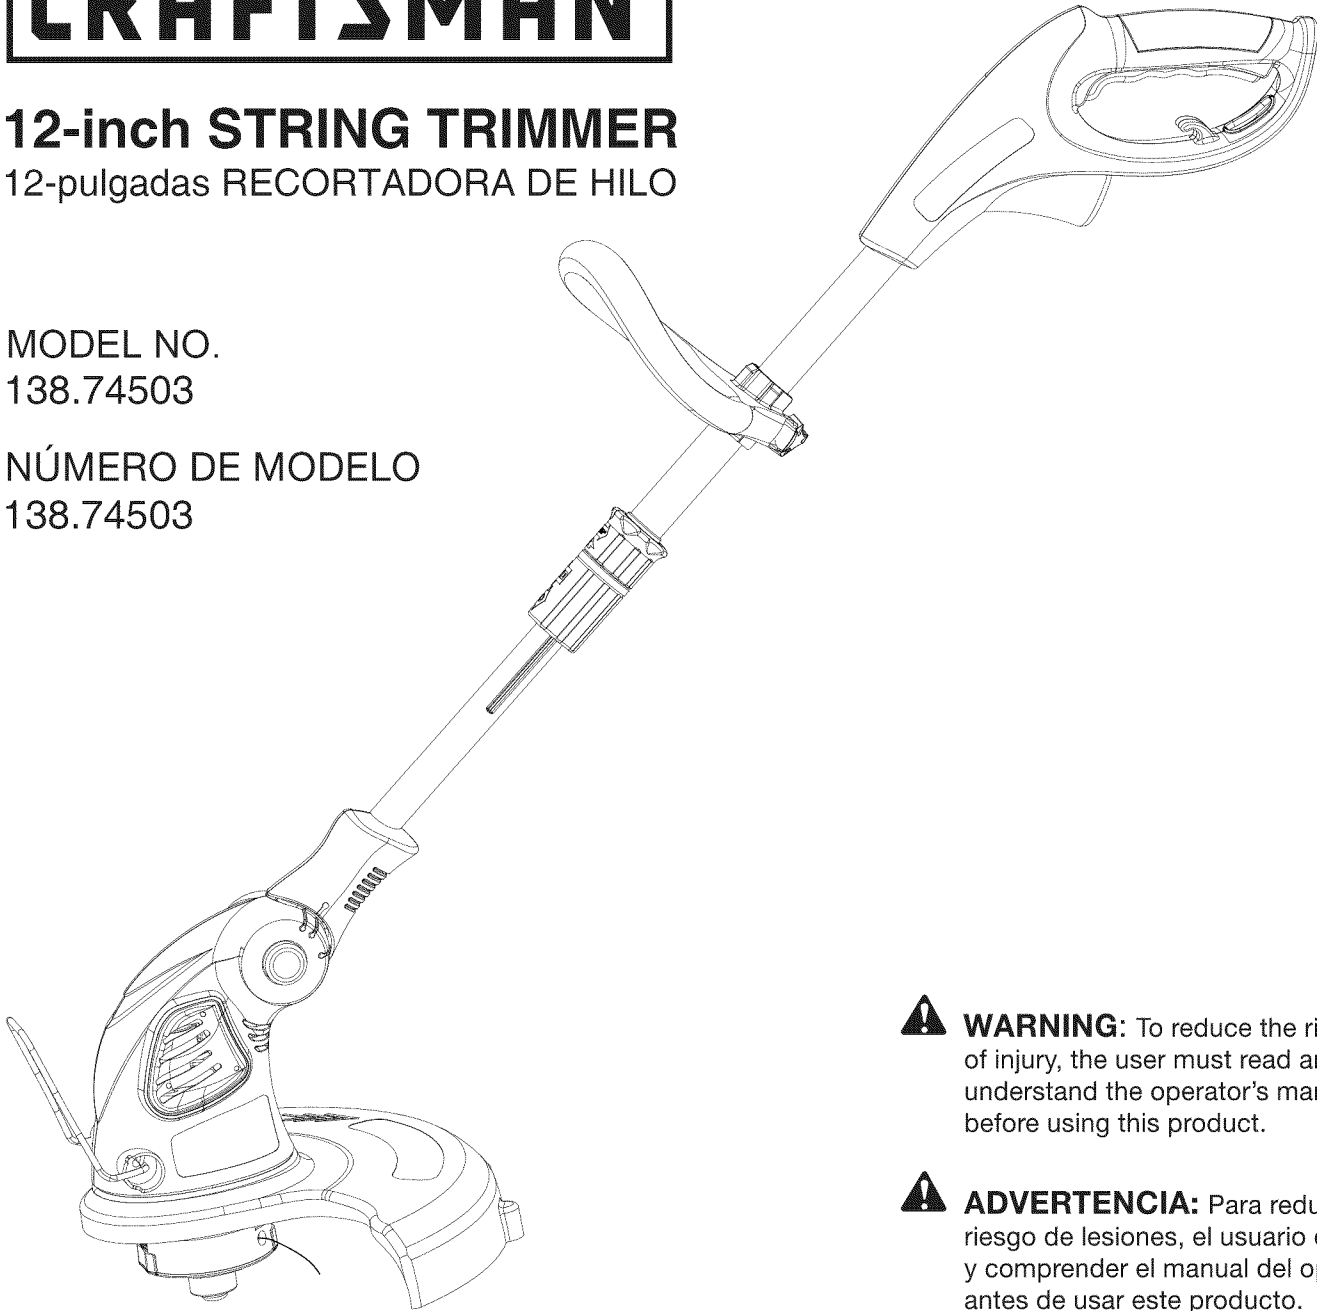 CRAFTSMAN
12-inch STRING TRIMMER
12-pulgadas RECORTADORA DE HILO
MODEL NO.
138.74503
NÚMERO DE MODELO
138.74503
WARNING: To reduce the
of injury, the user must read
understand the operator's
before using this product.
ADVERTENCIA: Para
riesgo de lesiones, el usuario
y comprender el manual del
antes de usar este producto.